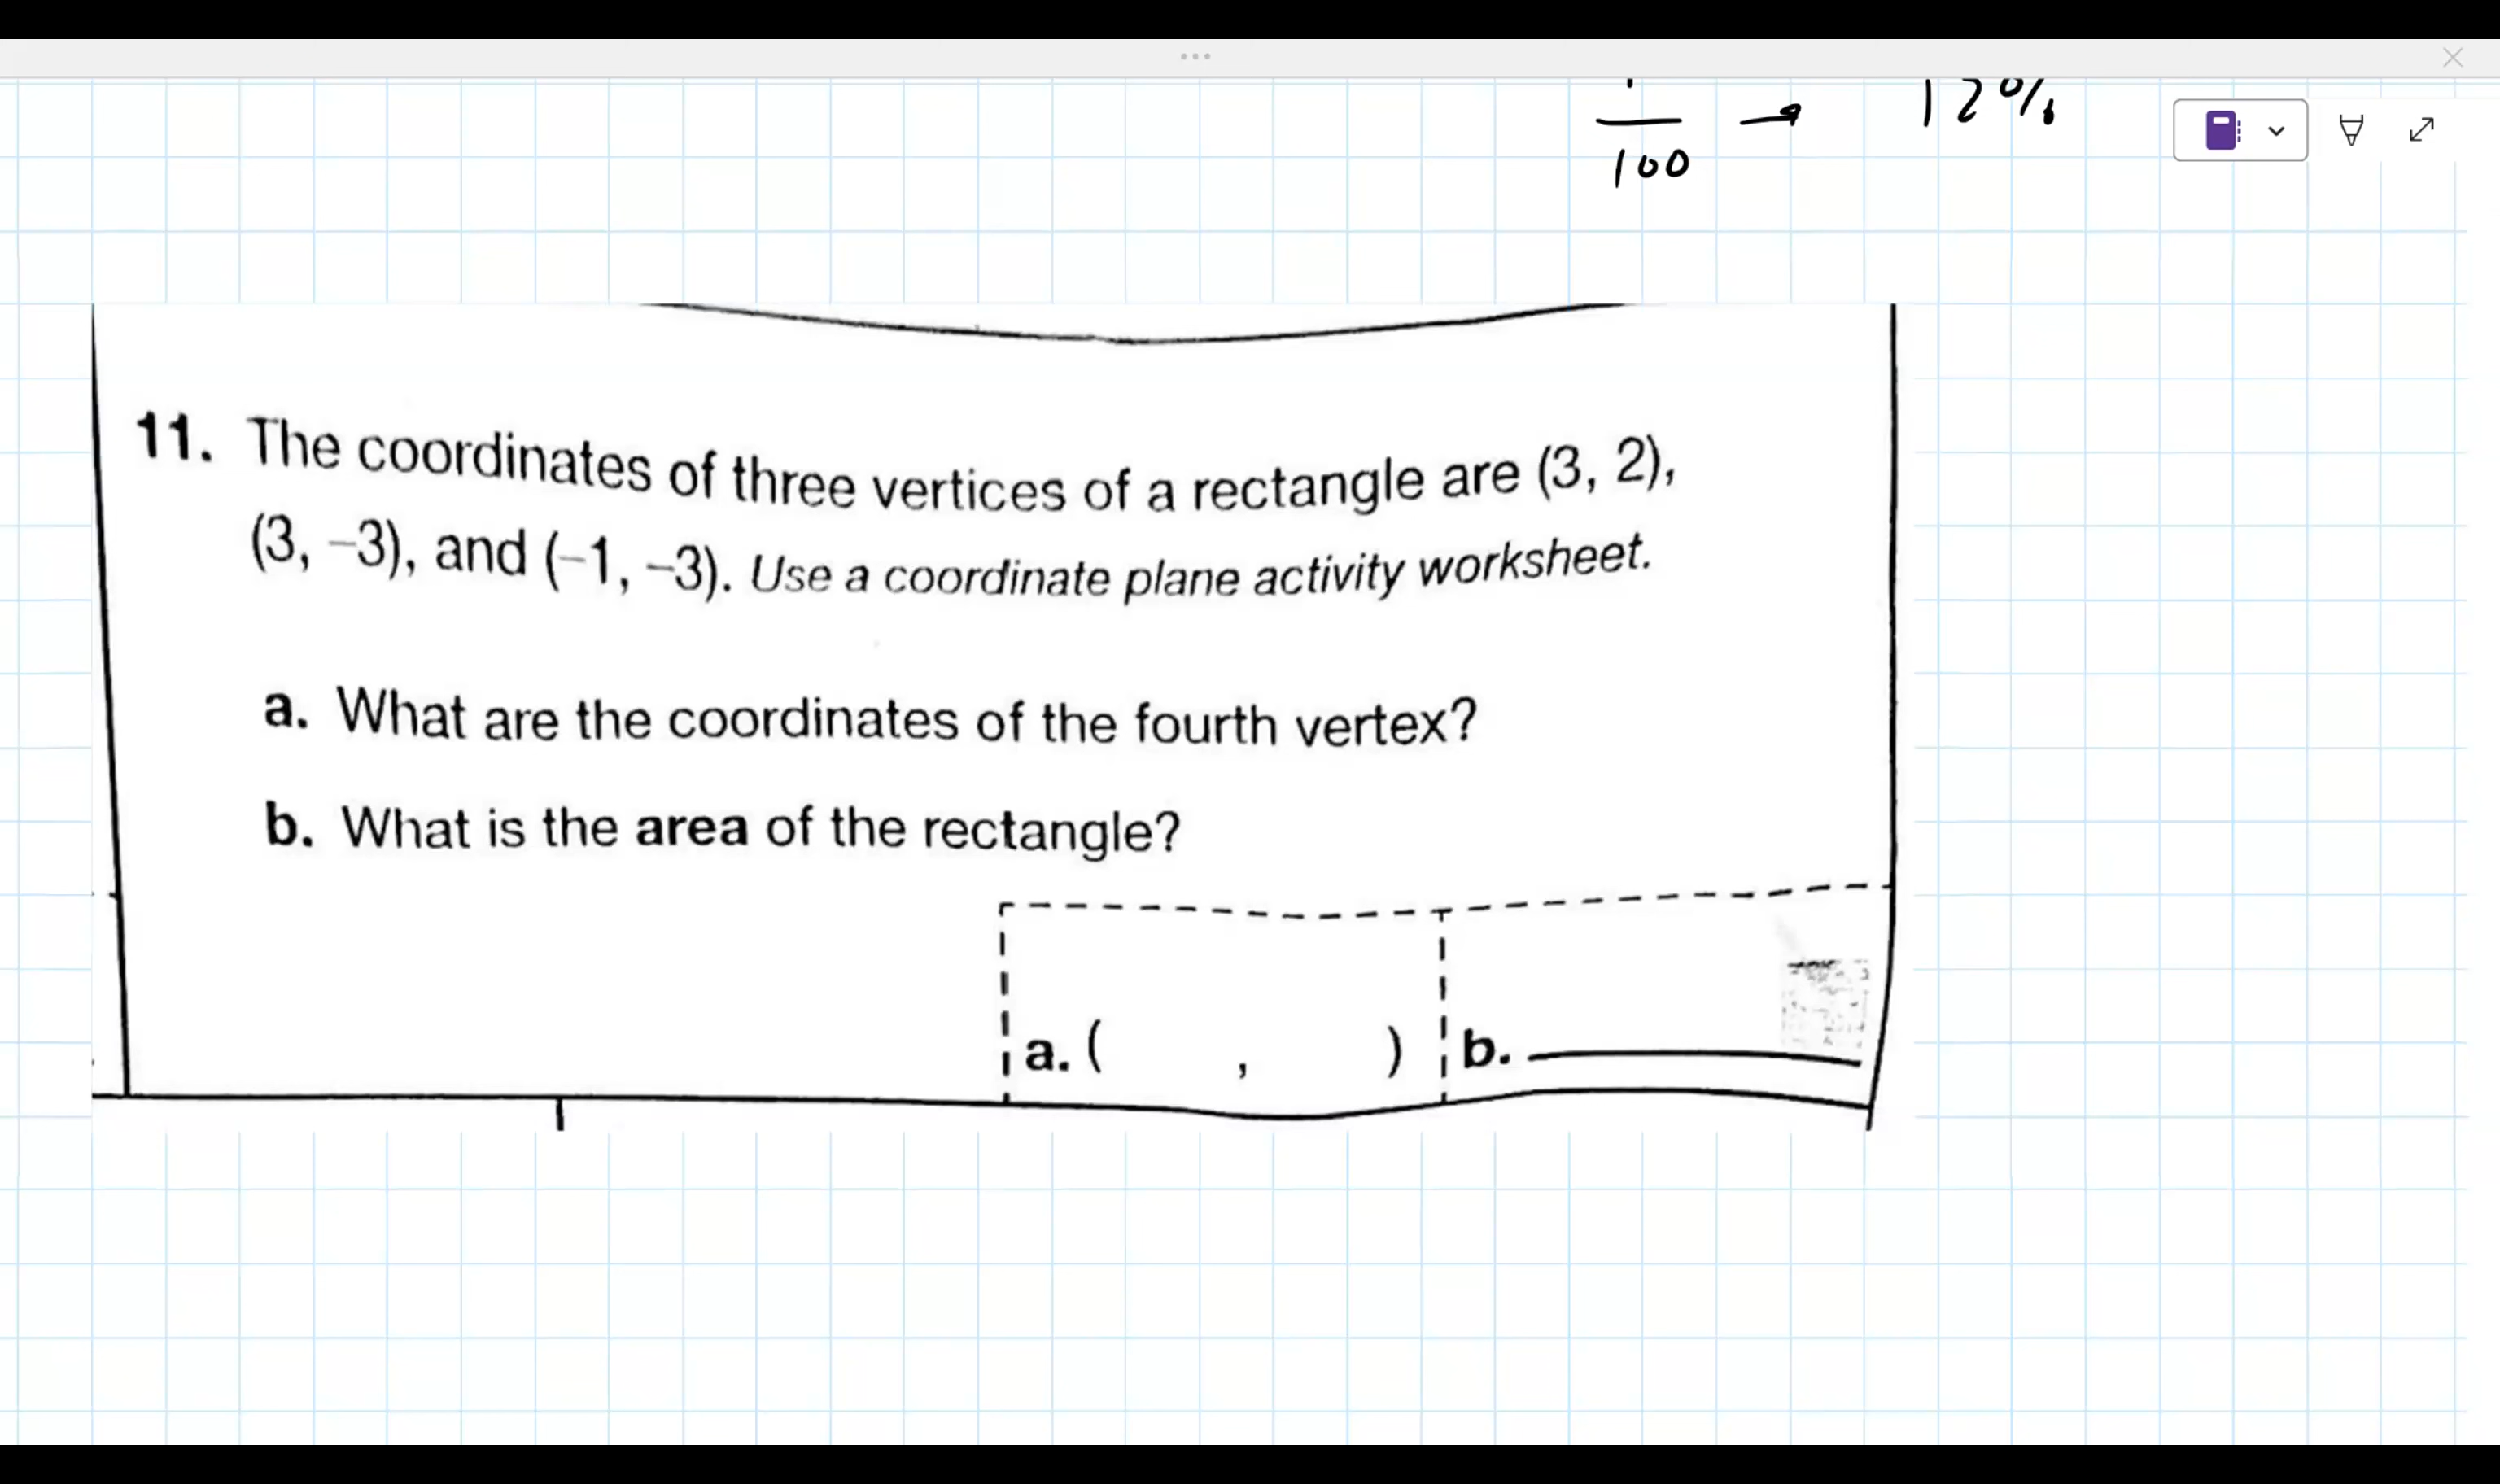 100 → 12%
11. The coordinates of three vertices of a rectangle are (3, 2),
(3, −3), and (−1, −3). Use a coordinate plane activity worksheet.
a. What are the coordinates of the fourth vertex?
b. What is the area of the rectangle?
a. ( , ) b.